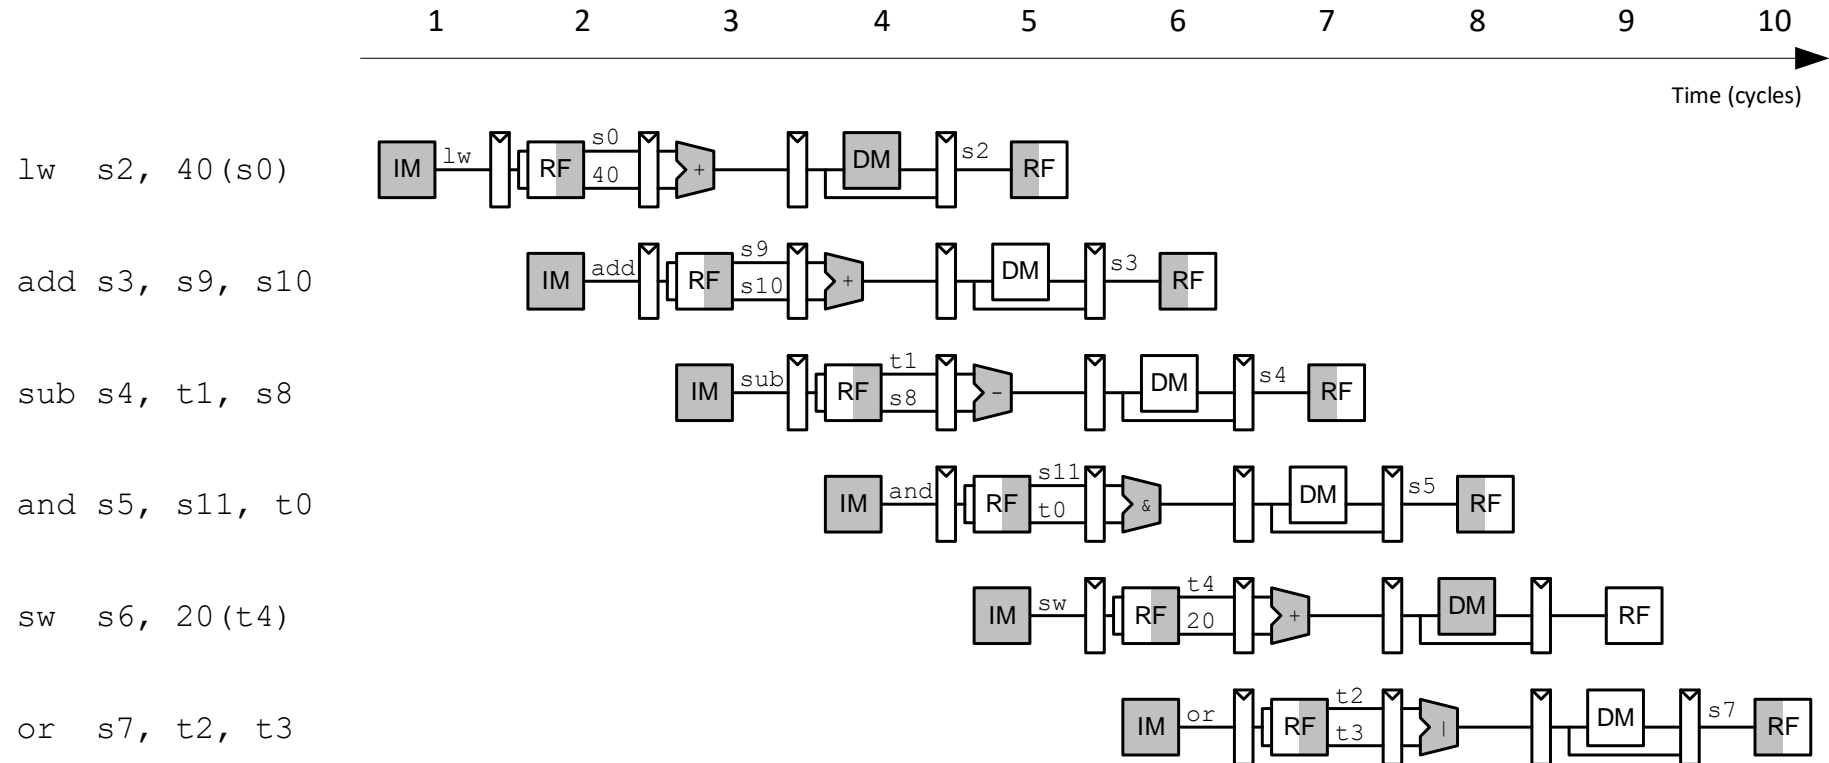 1 2 3 4 5 6 7 8 9 10
Time (cycles)
lw s2, 40(s0) IM lw RF s0 40 + DM s2 RF
add s3, s9, s10 IM add RF s9 s10 + DM s3 RF
sub s4, t1, s8 IM sub RF t1 s8 - DM s4 RF
and s5, s11, t0 IM and RF s11 t0 & DM s5 RF
sw s6, 20(t4) IM sw RF t4 20 + DM RF
or s7, t2, t3 IM or RF t2 t3 | DM s7 RF